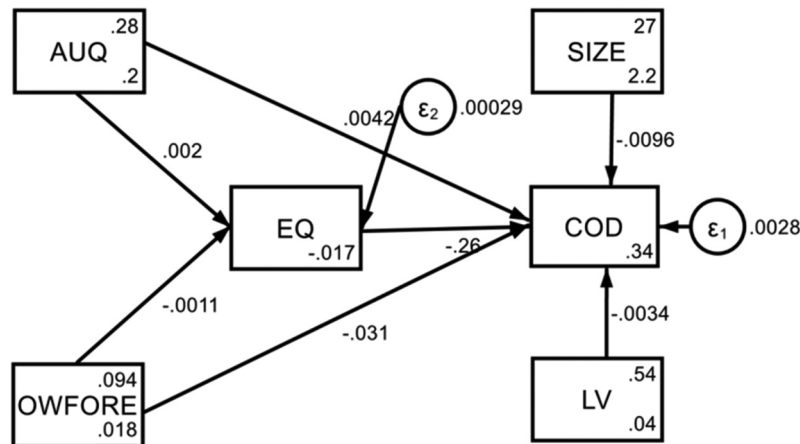 .28
AUQ
.2
27
SIZE
2.2
.0042
ε2
.00029
.002
-.0096
EQ
-.017
-.26
COD
.34
ε1
.0028
-.0011
-.031
-.0034
.094
OWFORE
.018
.54
LV
.04